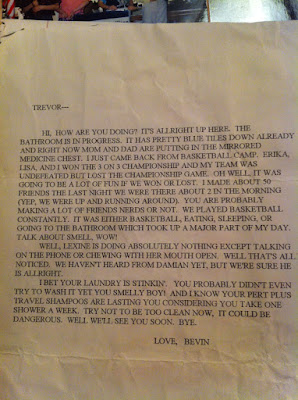 TREVOR—
HI, HOW ARE YOU DOING? IT'S ALLRIGHT UP HERE. THE
BATHROOM IS IN PROGRESS. IT HAS PRETTY BLUE TILES DOWN ALREADY
AND RIGHT NOW MOM AND DAD ARE PUTTING IN THE MIRRORED
MEDICINE CHEST. I JUST CAME BACK FROM BASKETBALL CAMP. ERIKA,
LISA, AND I WON THE 3 ON 3 CHAMPIONSHIP AND MY TEAM WAS
UNDEFEATED BUT LOST THE CHAMPIONSHIP GAME. OH WELL, IT WAS
GOING TO BE A LOT OF FUN IF WE WON OR LOST. I MADE ABOUT 50
FRIENDS THE LAST NIGHT WE WERE THERE ABOUT 2 IN THE MORNING
(YEP, WE WERE UP AND RUNNING AROUND). YOU ARE PROBABLY
MAKING A LOT OF FRIENDS NERDS OR NOT. WE PLAYED BASKETBALL
CONSTANTLY. IT WAS EITHER BASKETBALL, EATING, SLEEPING, OR
GOING TO THE BATHROOM WHICH TOOK UP A MAJOR PART OF MY DAY.
TALK ABOUT SMELL, WOW!
WELL, LEXINE IS DOING ABSOLUTELY NOTHING EXCEPT TALKING
ON THE PHONE OR CHEWING WITH HER MOUTH OPEN. WELL THAT'S ALL
NOTICED. WE HAVEN'T HEARD FROM DAMIAN YET, BUT WE'RE SURE HE
IS ALLRIGHT.
I BET YOUR LAUNDRY IS STINKIN'. YOU PROBABLY DIDN'T EVEN
TRY TO WASH IT YET YOU SMELLY BOY! AND I KNOW YOUR PERT PLUS
TRAVEL SHAMPOOS ARE LASTING YOU CONSIDERING YOU TAKE ONE
SHOWER A WEEK. TRY NOT TO BE TOO CLEAN NOW, IT COULD BE
DANGEROUS. WELL WE'LL SEE YOU SOON. BYE.
LOVE, BEVIN